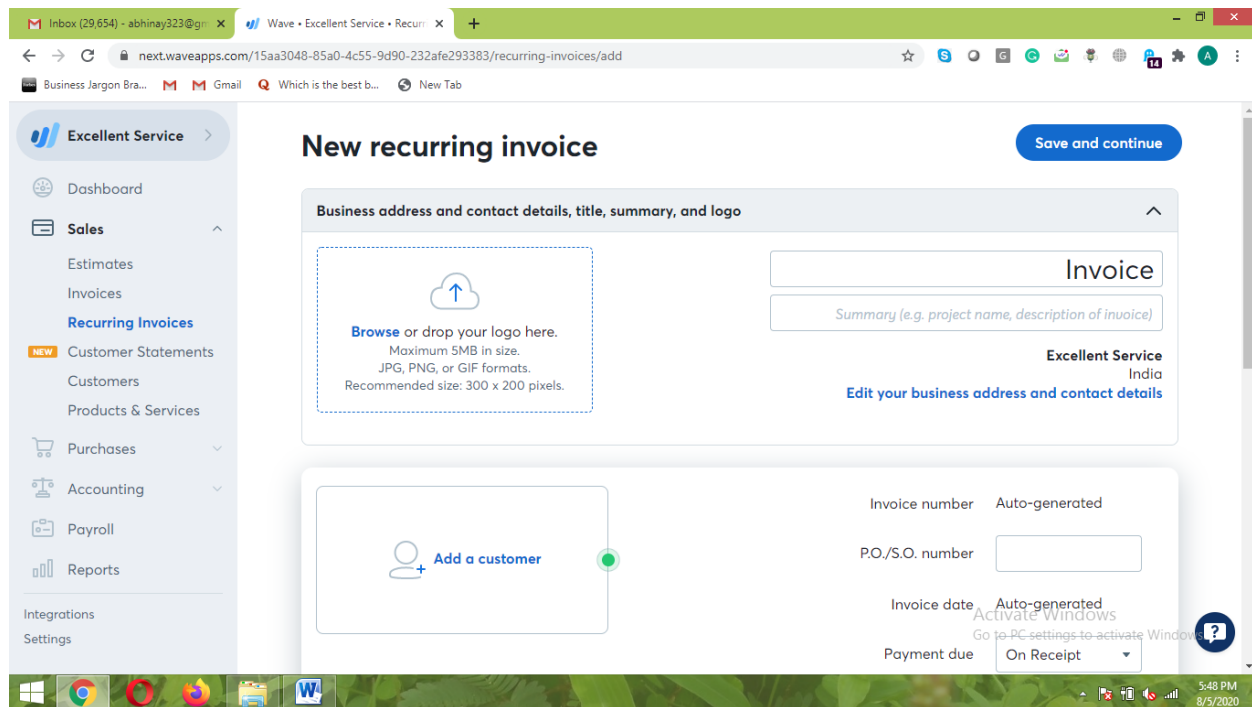 Inbox (29,654) - abhinay323@gm
Wave • Excellent Service • Recurr
next.waveapps.com/15aa3048-85a0-4c55-9d90-232afe293383/recurring-invoices/add
14
A
Business Jargon Bra...
Gmail
Which is the best b...
New Tab
Excellent Service
Dashboard
Sales
Estimates
Invoices
Recurring Invoices
NEW Customer Statements
Customers
Products & Services
Purchases
Accounting
Payroll
Reports
Integrations
Settings
New recurring invoice
Save and continue
Business address and contact details, title, summary, and logo
Browse or drop your logo here.
Maximum 5MB in size.
JPG, PNG, or GIF formats.
Recommended size: 300 x 200 pixels.
Invoice
Summary (e.g. project name, description of invoice)
Excellent Service
India
Edit your business address and contact details
Add a customer
Invoice number Auto-generated
P.O./S.O. number
Invoice date Auto-generated
Payment due On Receipt
Activate Windows
Go to PC settings to activate Windows
5:48 PM
8/5/2020